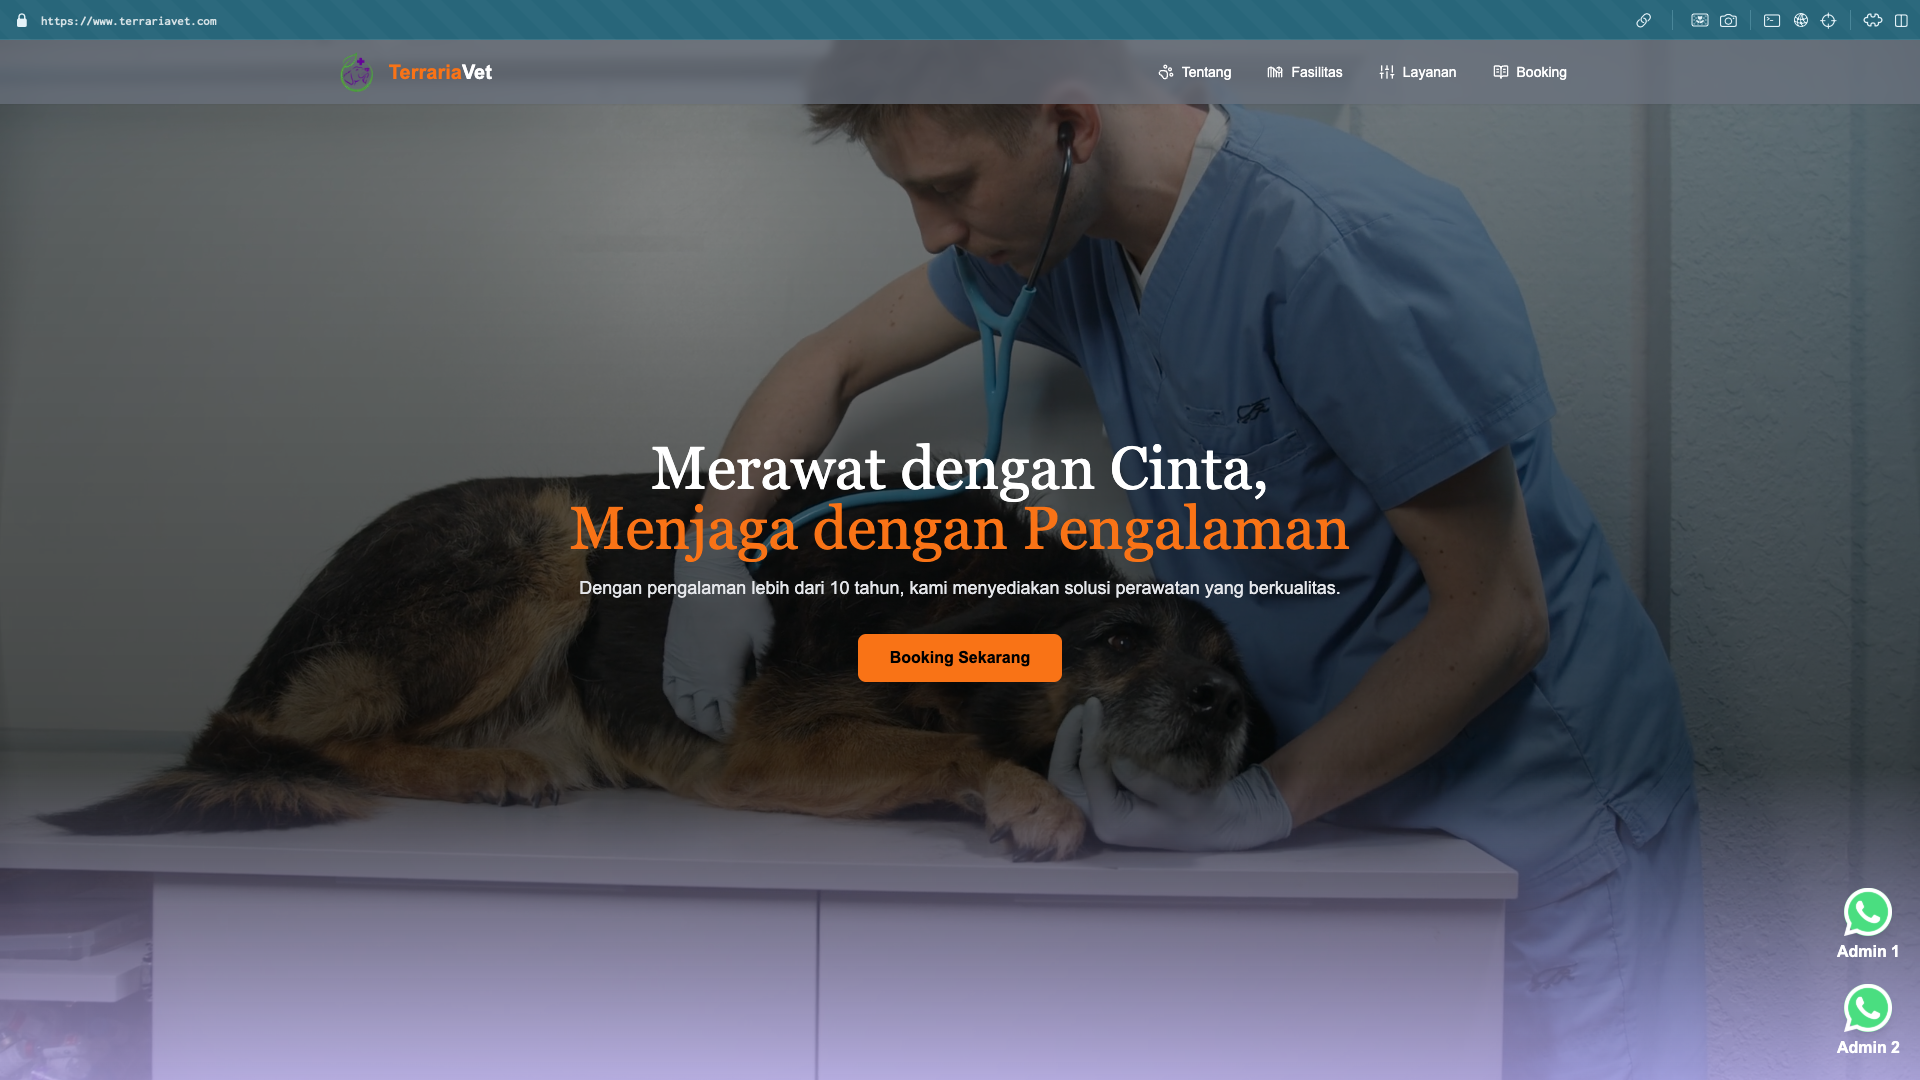 https://www.terrariavet.com
TerrariaVet
Tentang
Fasilitas
Layanan
Booking
Merawat dengan Cinta,
Menjaga dengan Pengalaman
Dengan pengalaman lebih dari 10 tahun, kami menyediakan solusi perawatan yang berkualitas.
Booking Sekarang
Admin 1
Admin 2